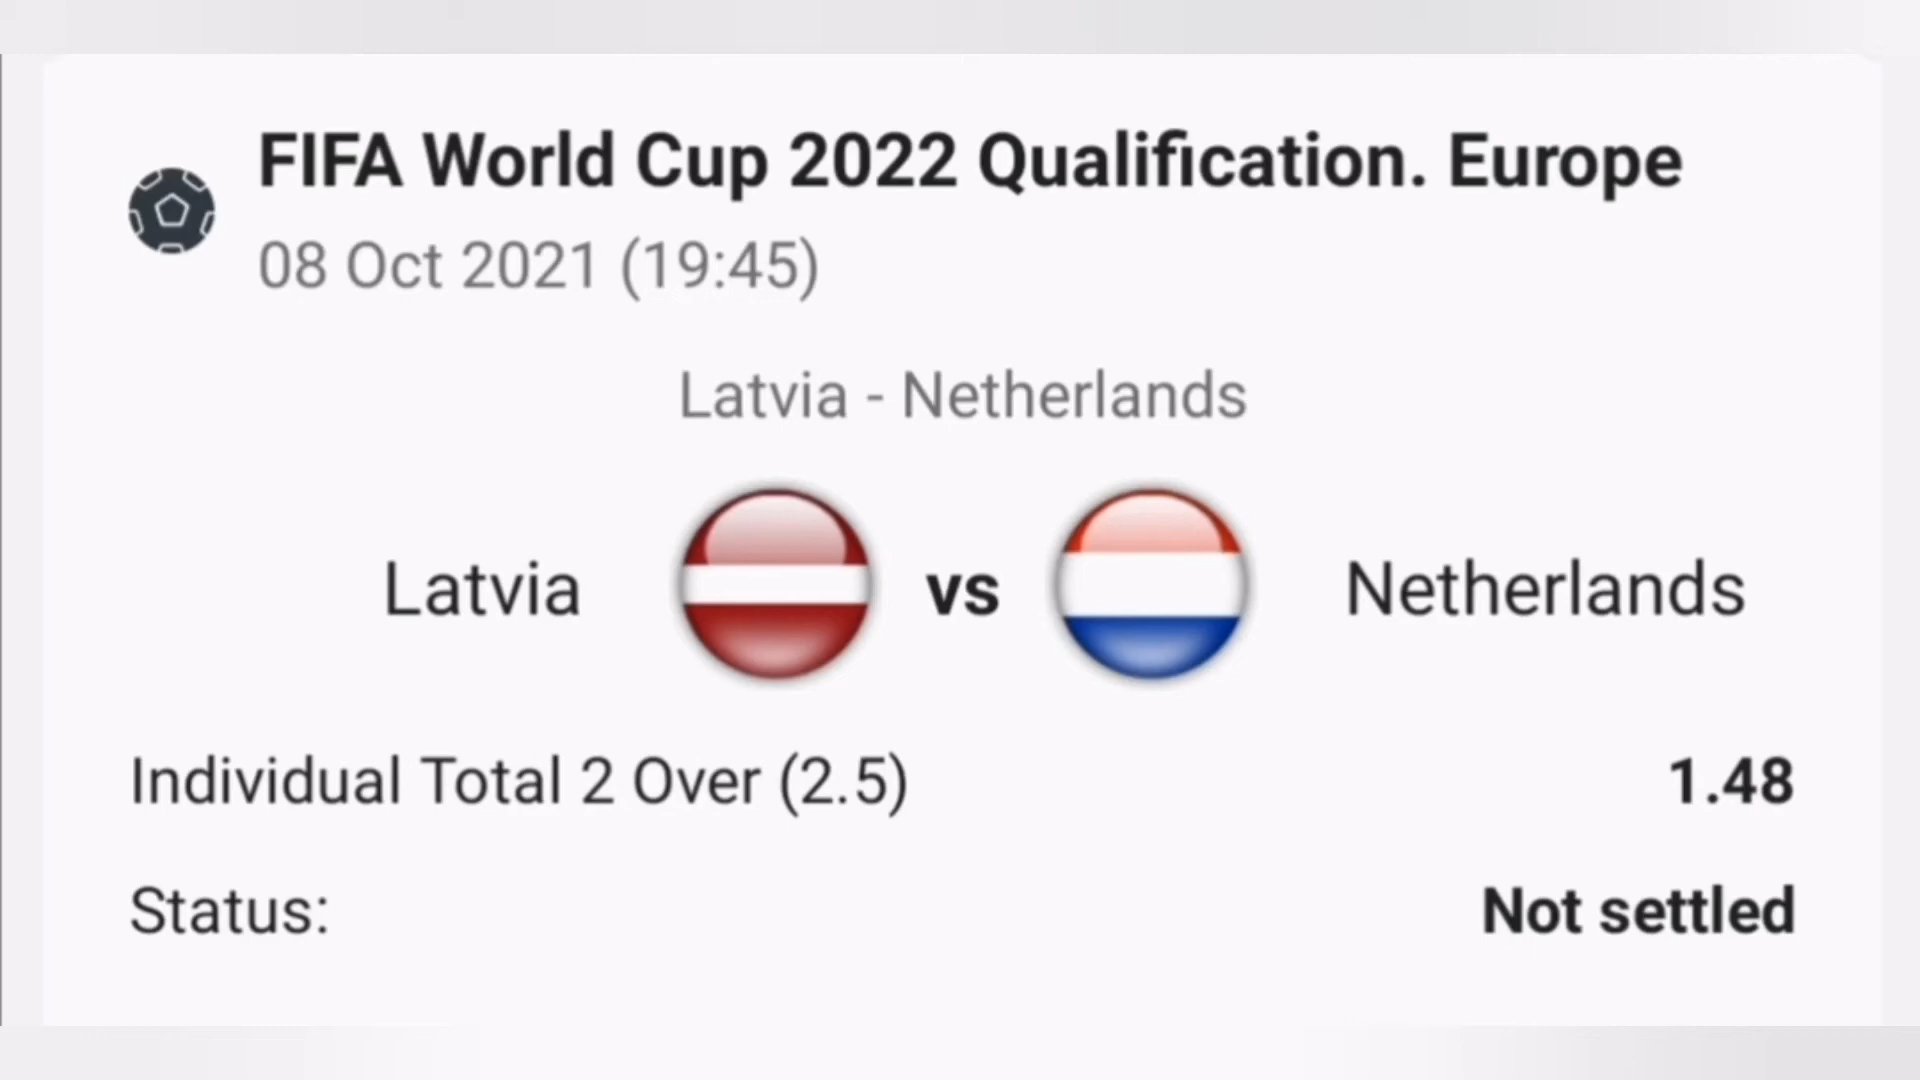 FIFA World Cup 2022 Qualification. Europe
08 Oct 2021 (19:45)
Latvia - Netherlands
Latvia vs Netherlands
Individual Total 2 Over (2.5) 1.48
Status: Not settled